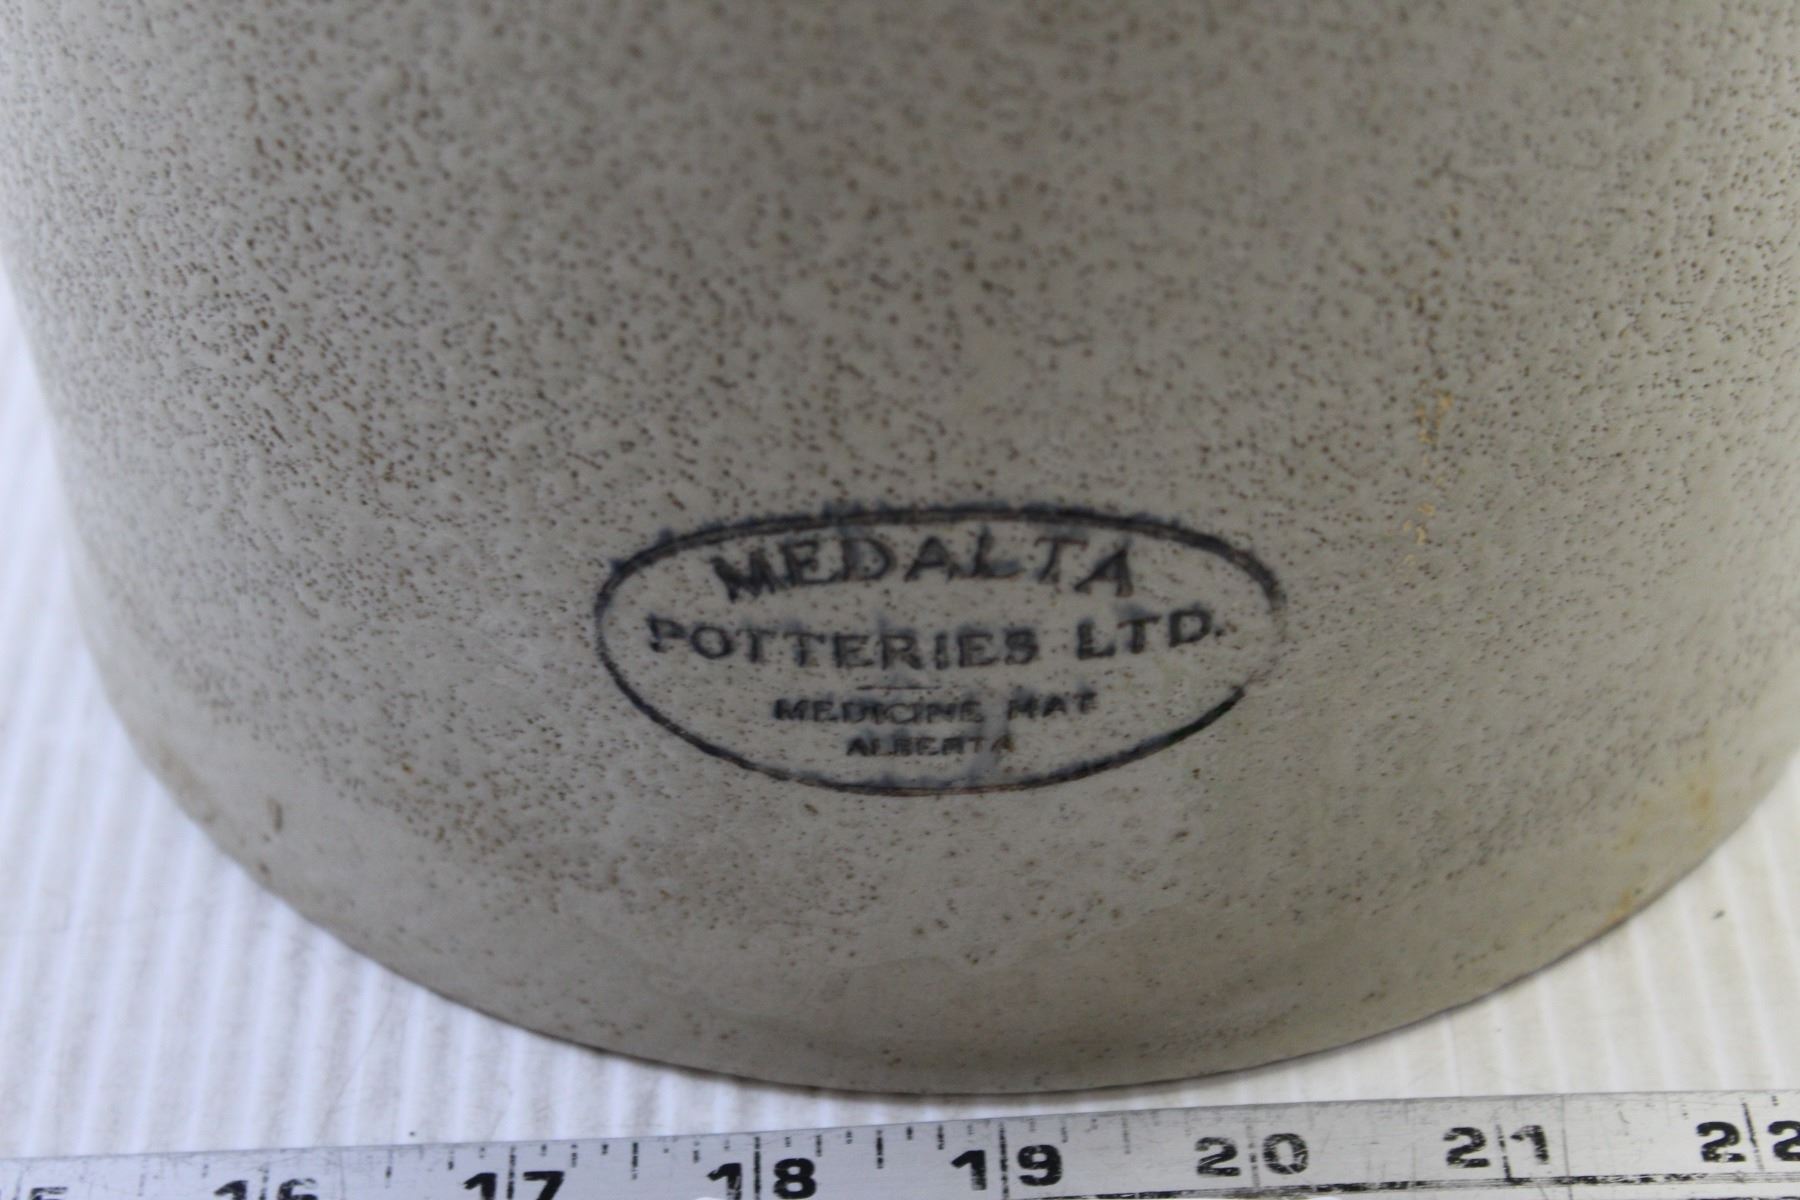 MEDALTA
POTTERIES LTD.
MEDICINE HAT
ALBERTA
16 17 18 19 20 21 22